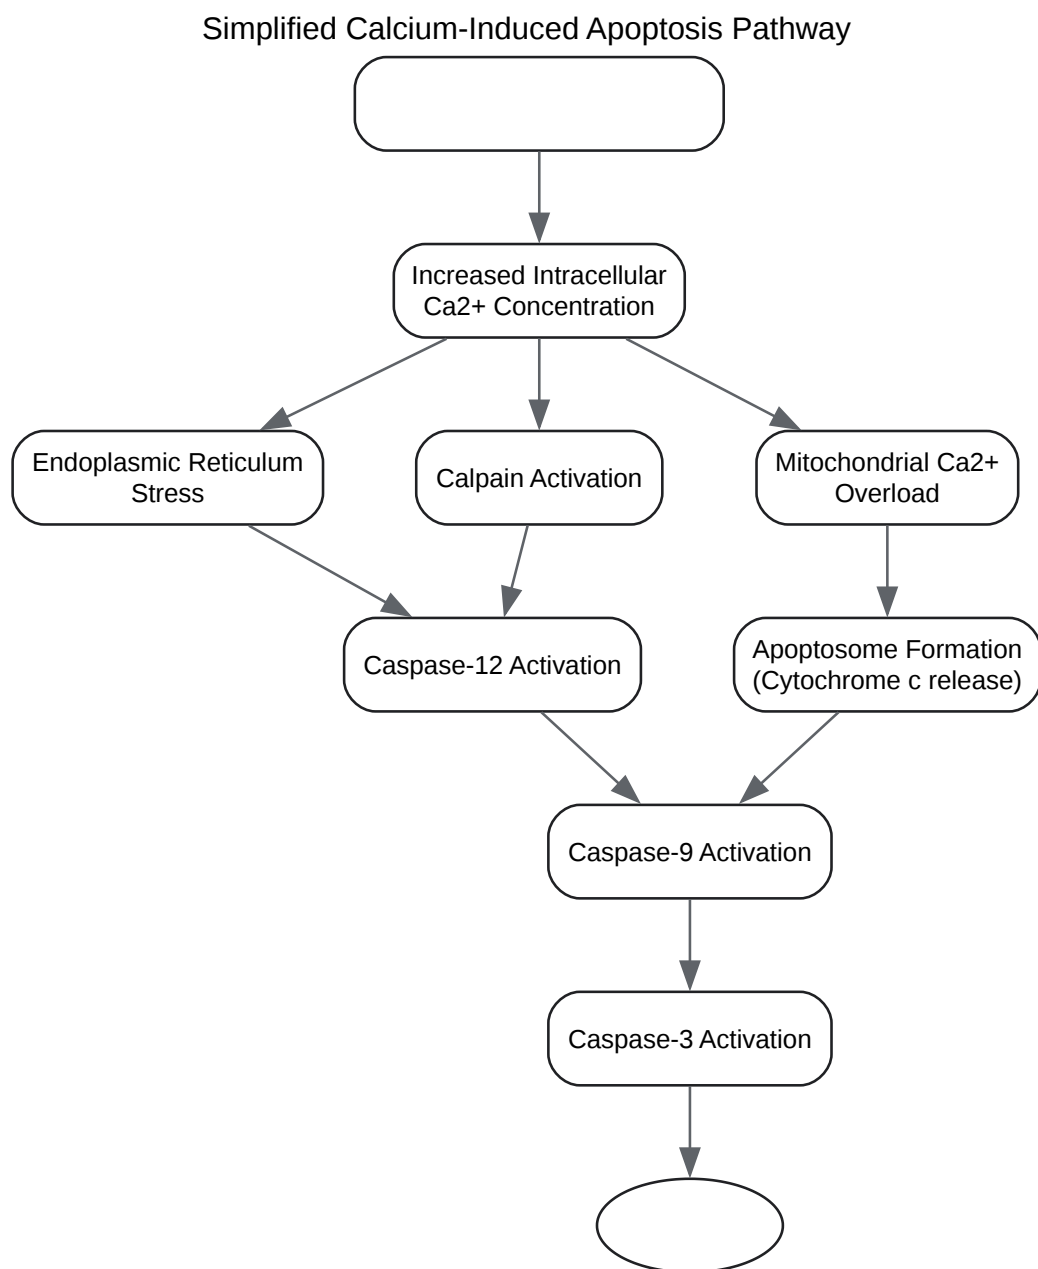 Simplified Calcium-Induced Apoptosis Pathway
Increased Intracellular
Ca2+ Concentration
Endoplasmic Reticulum
Stress
Calpain Activation
Mitochondrial Ca2+
Overload
Caspase-12 Activation
Apoptosome Formation
(Cytochrome c release)
Caspase-9 Activation
Caspase-3 Activation